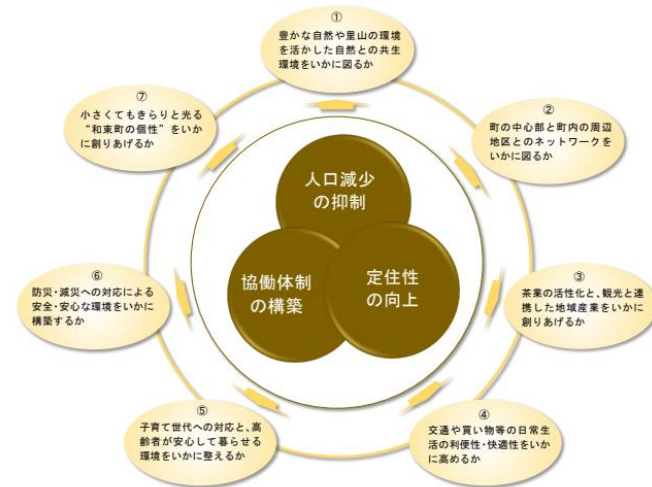 ①
豊かな自然や里山の環境
を活かした自然との共生
環境をいかに図るか
②
町の中心部と町内の周辺
地区とのネットワークを
いかに図るか
③
茶業の活性化と、観光と連
携した地域産業をいかに
創りあげるか
④
交通や買い物等の日常生
活の利便性・快適性をいか
に高めるか
⑤
子育て世代への対応と、高
齢者が安心して暮らせる
環境をいかに整えるか
⑥
防災・減災への対応による
安全・安心な環境をいかに
構築するか
⑦
小さくてもきらりと光る
“和束町の個性”をいか
に創りあげるか
人口減少
の抑制
協働体制
の構築
定住性
の向上